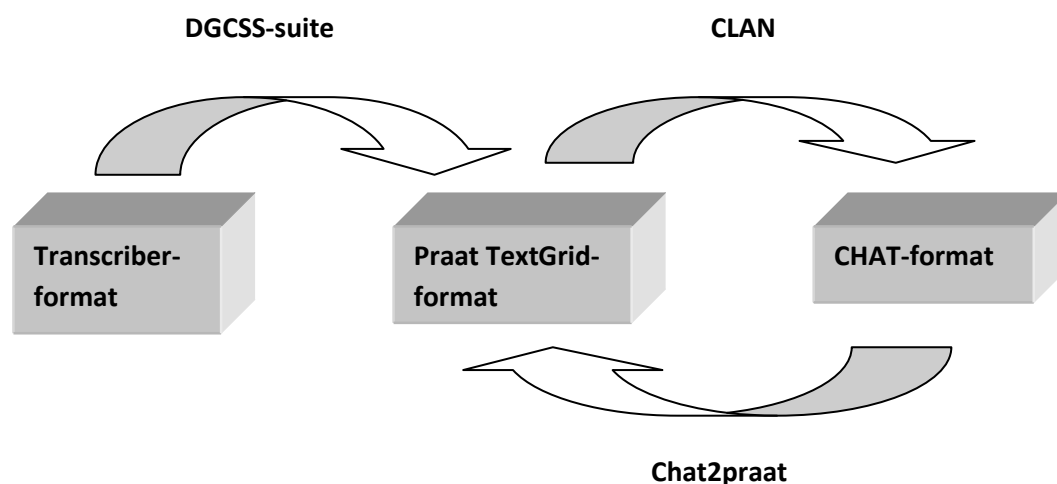 DGCSS-suite
CLAN
Transcriber-
format
Praat TextGrid-
format
CHAT-format
Chat2praat